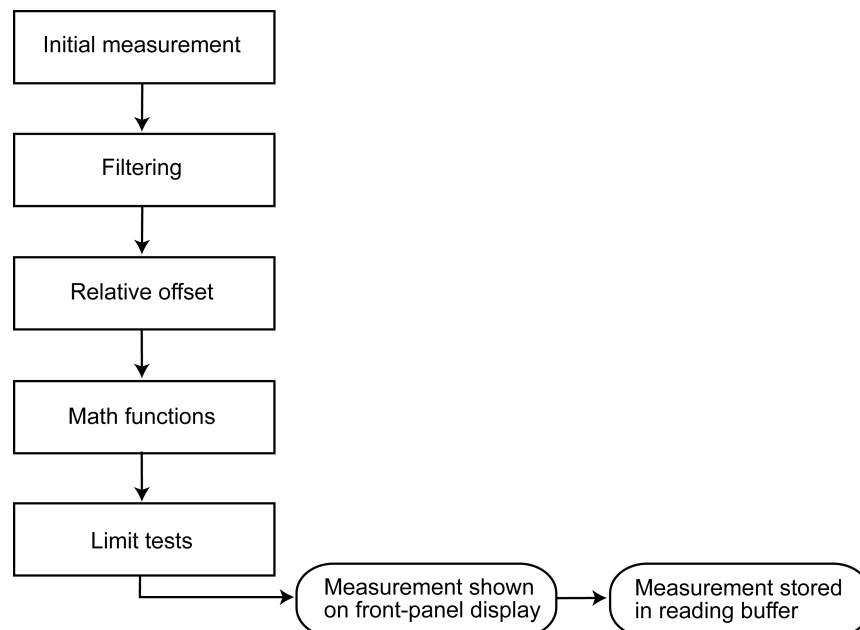 Initial measurement
Filtering
Relative offset
Math functions
Limit tests
Measurement shown
on front-panel display
Measurement stored
in reading buffer